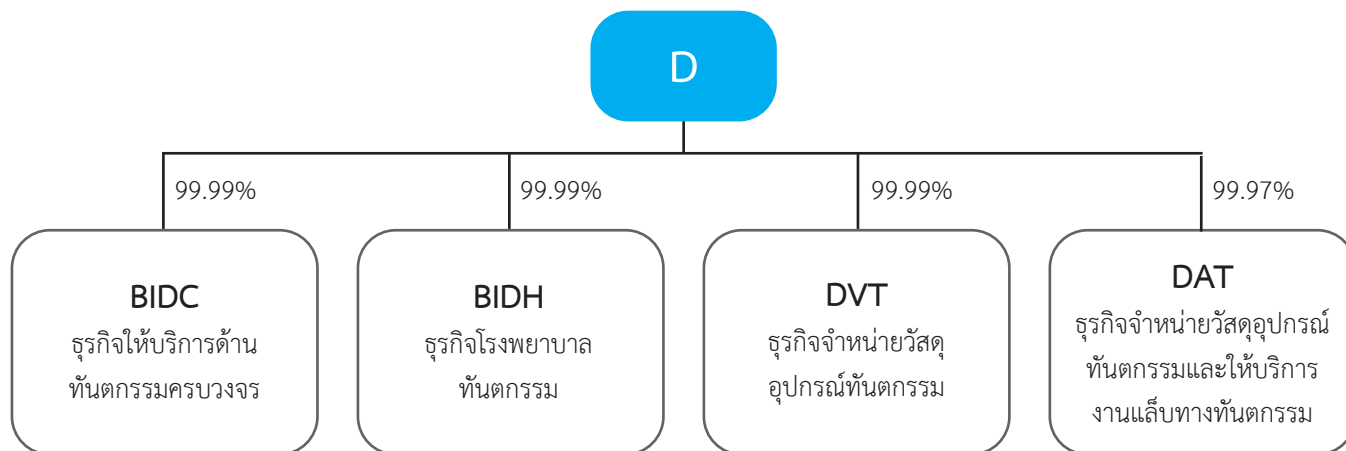 D
99.99%
99.99%
99.99%
99.97%
BIDC
ธุรกิจให้บริการด้าน
ทันตกรรมครบวงจร
BIDH
ธุรกิจโรงพยาบาล
ทันตกรรม
DVT
ธุรกิจจำหน่ายวัสดุ
อุปกรณ์ทันตกรรม
DAT
ธุรกิจจำหน่ายวัสดุอุปกรณ์
ทันตกรรมและให้บริการ
งานแล็บทางทันตกรรม